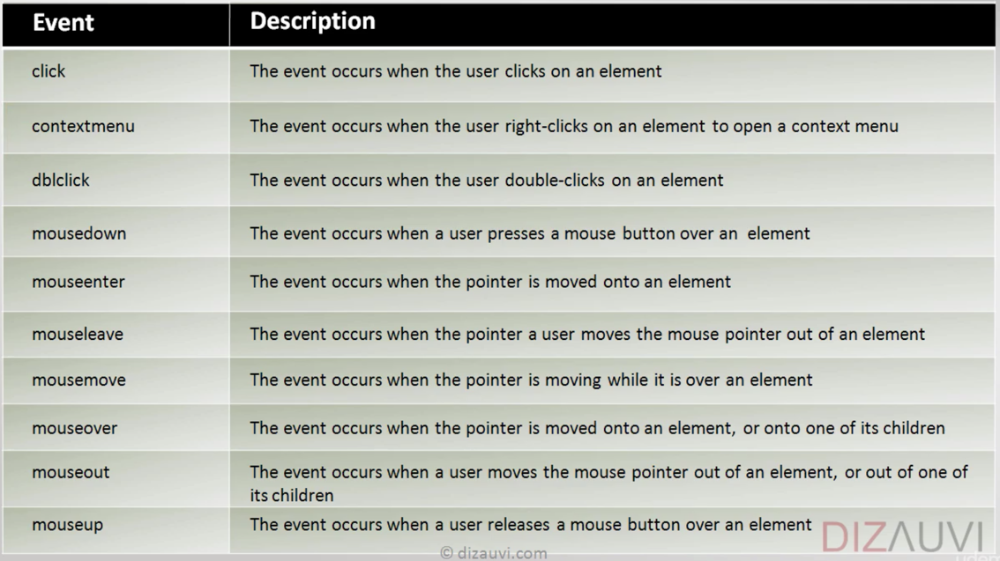 Event Description
click The event occurs when the user clicks on an element
contextmenu The event occurs when the user right-clicks on an element to open a context menu
dblclick The event occurs when the user double-clicks on an element
mousedown The event occurs when a user presses a mouse button over an element
mouseenter The event occurs when the pointer is moved onto an element
mouseleave The event occurs when the pointer a user moves the mouse pointer out of an element
mousemove The event occurs when the pointer is moving while it is over an element
mouseover The event occurs when the pointer is moved onto an element, or onto one of its children
mouseout The event occurs when a user moves the mouse pointer out of an element, or out of one of
its children
mouseup The event occurs when a user releases a mouse button over an element
DIZAUVI
© dizauvi.com